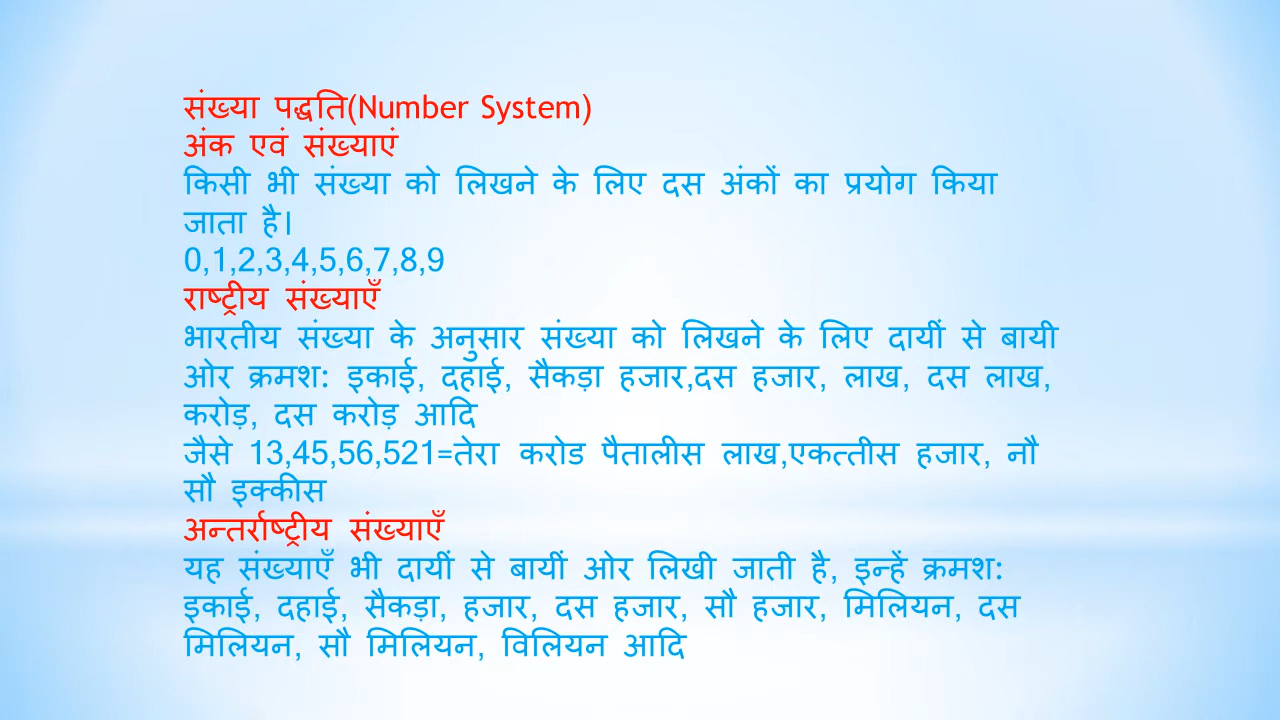 संख्या पद्धति(Number System)
अंक एवं संख्याएं
किसी भी संख्या को लिखने के लिए दस अंकों का प्रयोग किया
जाता है।
0,1,2,3,4,5,6,7,8,9
राष्ट्रीय संख्याएँ
भारतीय संख्या के अनुसार संख्या को लिखने के लिए दायीं से बायी
ओर क्रमश: इकाई, दहाई, सैकड़ा हजार,दस हजार, लाख, दस लाख,
करोड़, दस करोड़ आदि
जैसे 13,45,56,521=तेरा करोड पैतालीस लाख,एकत्तीस हजार, नौ
सौ इक्कीस
अन्तर्राष्ट्रीय संख्याएँ
यह संख्याएँ भी दायीं से बायीं ओर लिखी जाती है, इन्हें क्रमश:
इकाई, दहाई, सैकड़ा, हजार, दस हजार, सौ हजार, मिलियन, दस
मिलियन, सौ मिलियन, विलियन आदि